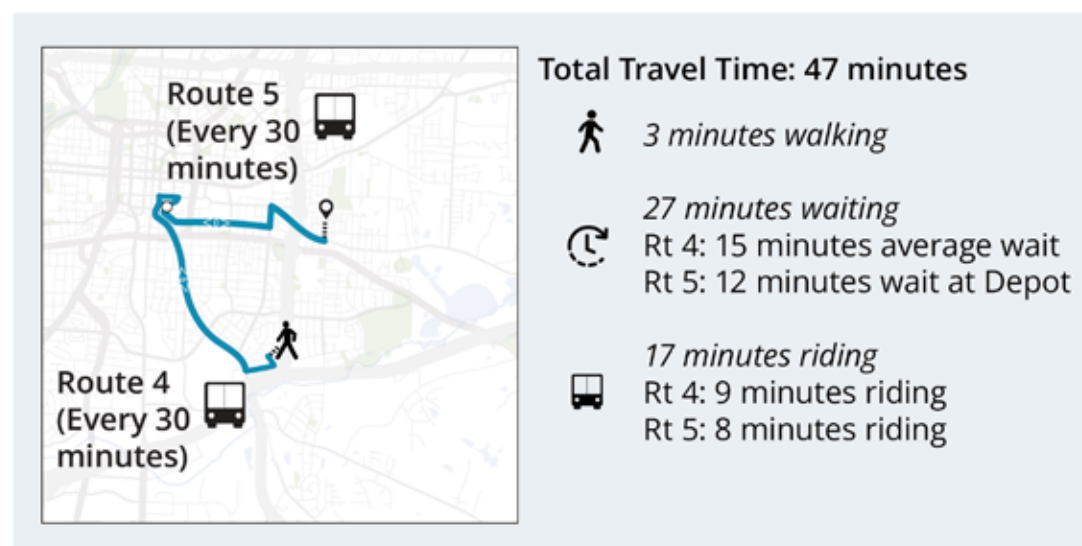 Route 5
(Every 30
minutes)
Route 4
(Every 30
minutes)
Total Travel Time: 47 minutes
3 minutes walking
27 minutes waiting
Rt 4: 15 minutes average wait
Rt 5: 12 minutes wait at Depot
17 minutes riding
Rt 4: 9 minutes riding
Rt 5: 8 minutes riding